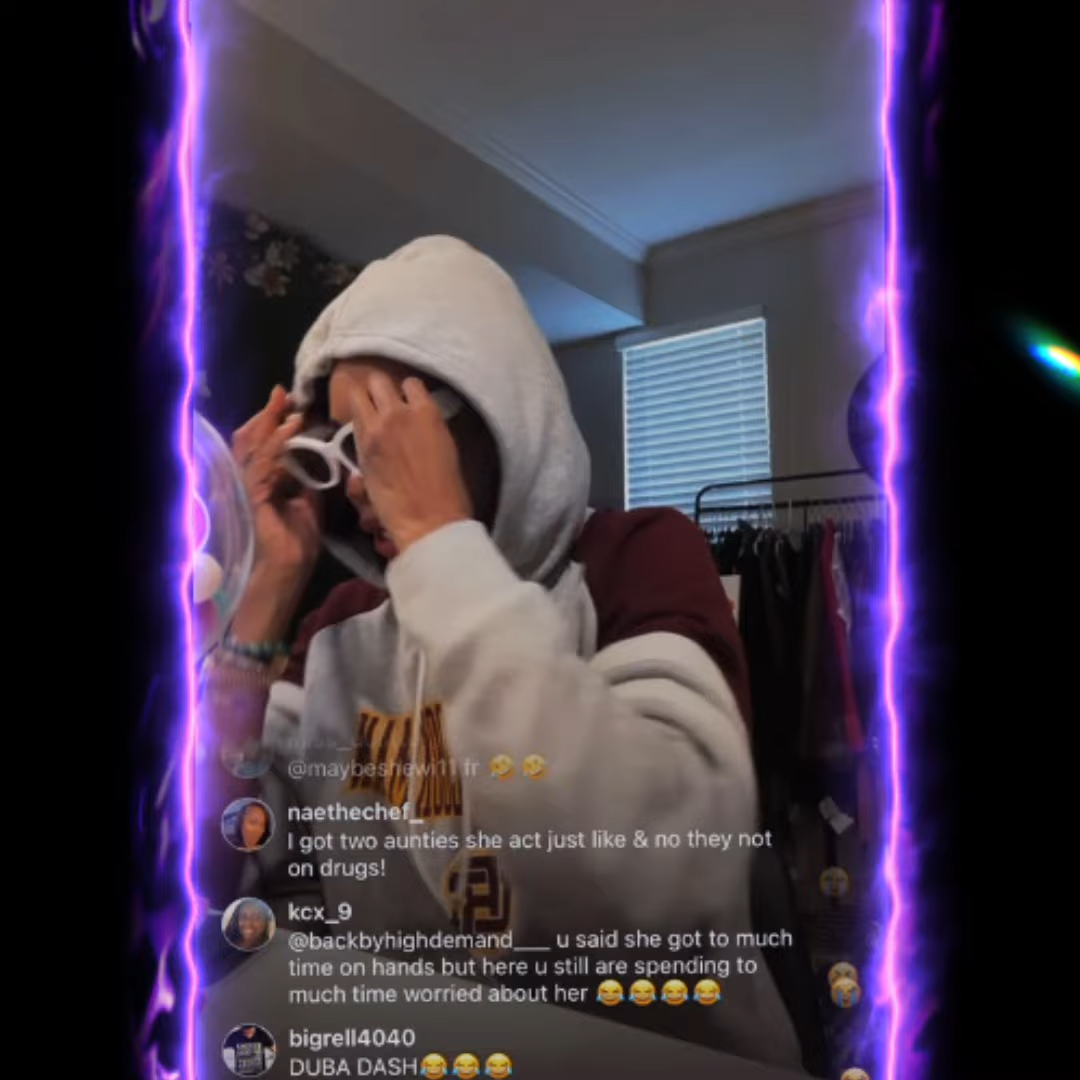 @maybeshewi11 fr 🤣 🤣
naethechef_
I got two aunties she act just like & no they not
on drugs!
kcx_9
@backbyhighdemand___ u said she got to much
time on hands but here u still are spending to
much time worried about her 😂😂😂😂
bigrell4040
DUBA DASH😂😂😂